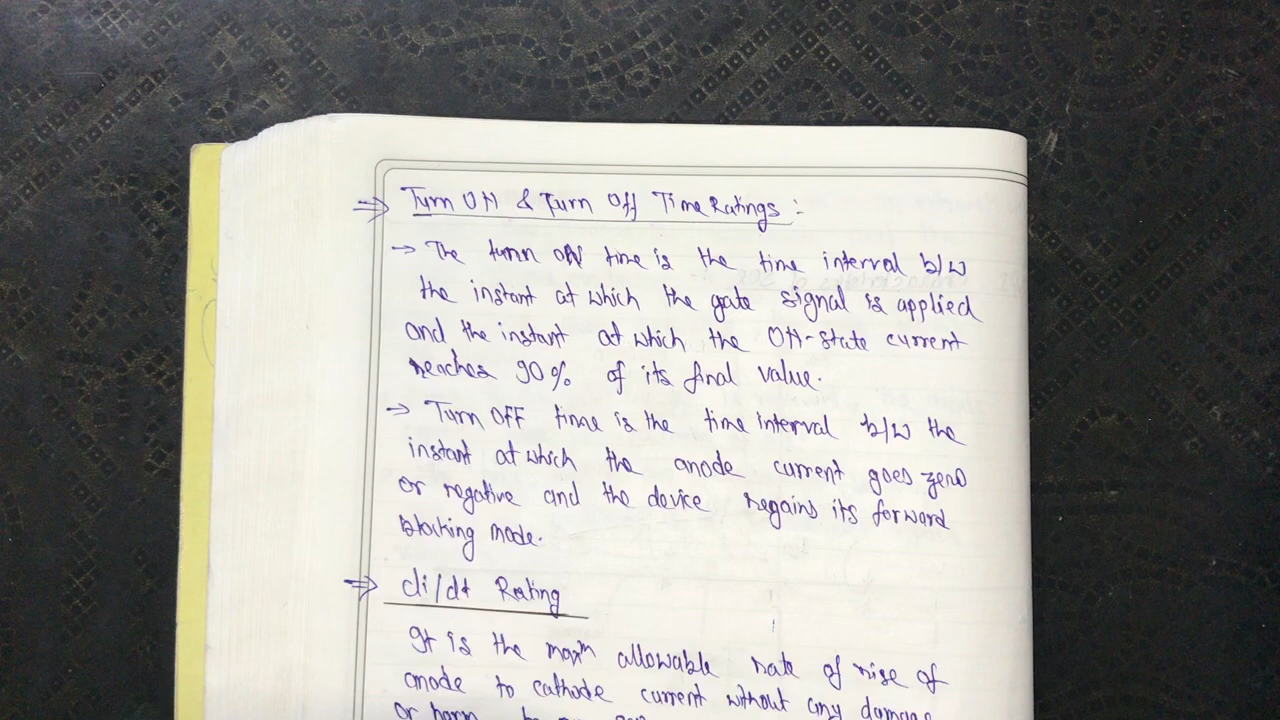 ⇒ Turn ON & Turn Off Time Ratings :-
→ The turn ON time is the time interval b/w
the instant at which the gate signal is applied
and the instant at which the ON-state current
reaches 90% of its final value.
→ Turn OFF time is the time interval b/w the
instant at which the anode current goes zero
or negative and the device regains its forward
blocking mode.
⇒ di/dt Rating
It is the maxm allowable rate of rise of
anode to cathode current without any damage
or harm to